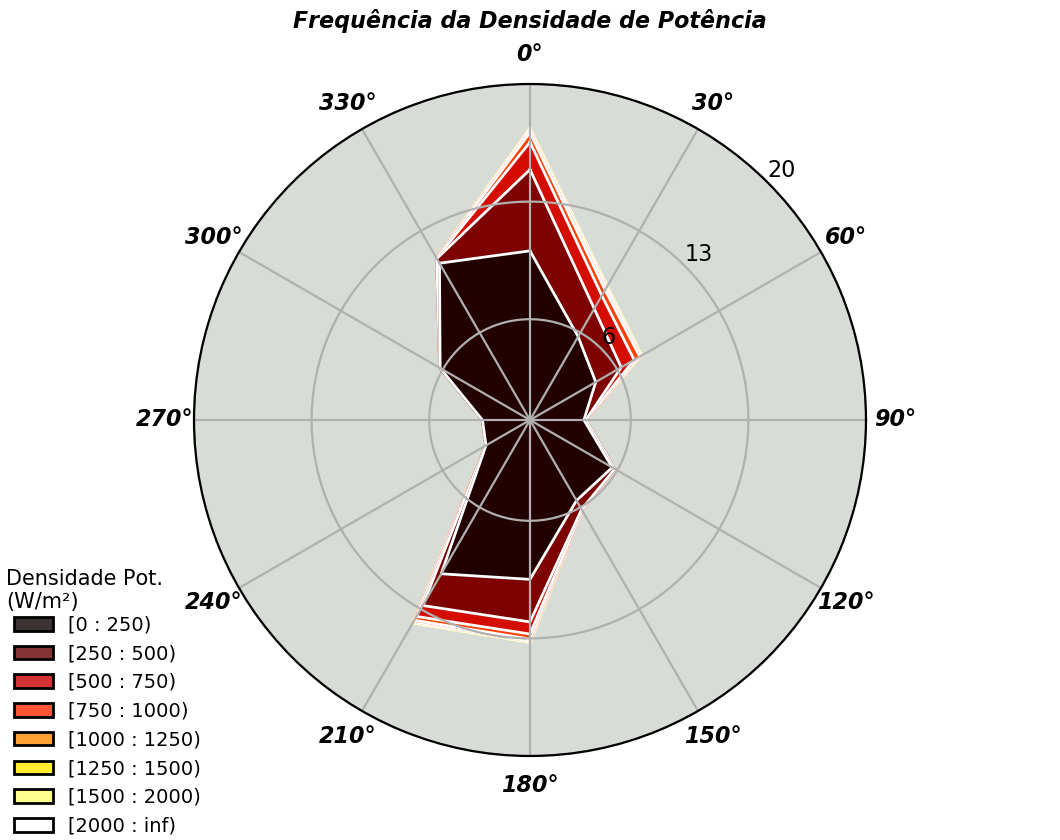 Frequência da Densidade de Potência
0°
330°
30°
20
300°
60°
13
6
270°
90°
240°
120°
210°
150°
180°
Densidade Pot.
(W/m²)
[0 : 250)
[250 : 500)
[500 : 750)
[750 : 1000)
[1000 : 1250)
[1250 : 1500)
[1500 : 2000)
[2000 : inf)